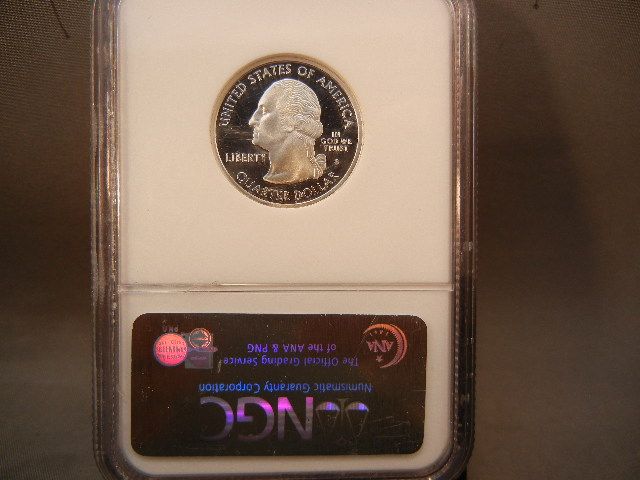 UNITED STATES OF AMERICA
LIBERTY
IN
GOD WE
TRUST
S
QUARTER DOLLAR
NGC
Numismatic Guaranty Corporation
The Official Grading Service
of the ANA & PNG
ANA
PNG